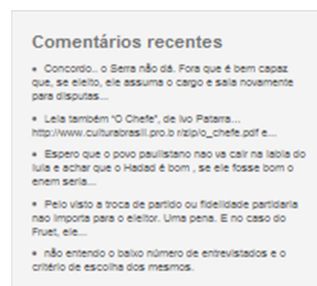 Comentários recentes
• Concordo.. o Serra não dá. Fora que é bem capaz
que, se eleito, ele assuma o cargo e saia novamente
para disputas...
• Leia também "O Chefe", de Ivo Patarra...
http://www.culturabrasil.pro.b r/zip/o_chefe.pdf e...
• Espero que o povo paulistano nao va cair na labia do
lula e achar que o Hadad é bom , se ele fosse bom o
enem seria...
• Pelo visto a troca de partido ou fidelidade partidaria
nao importa para o eleitor. Uma pena. E no caso do
Fruet, ele...
• não entendo o baixo número de entrevistados e o
critério de escolha dos mesmos.